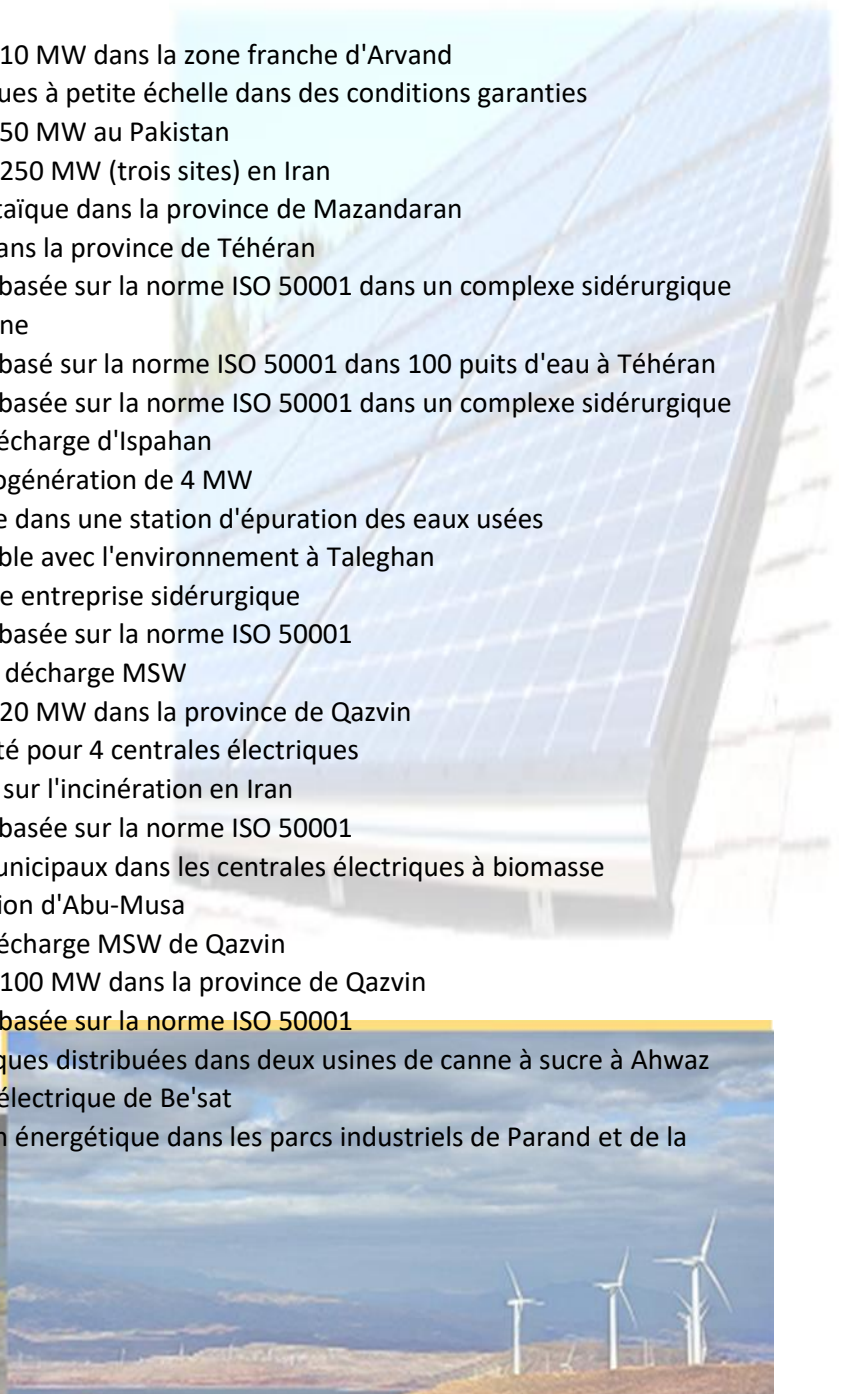 10 MW dans la zone franche d'Arvand
ues à petite échelle dans des conditions garanties
50 MW au Pakistan
250 MW (trois sites) en Iran
taïque dans la province de Mazandaran
ans la province de Téhéran
basée sur la norme ISO 50001 dans un complexe sidérurgique
ne
basé sur la norme ISO 50001 dans 100 puits d'eau à Téhéran
basée sur la norme ISO 50001 dans un complexe sidérurgique
écharge d'Ispahan
ogénération de 4 MW
e dans une station d'épuration des eaux usées
ble avec l'environnement à Taleghan
e entreprise sidérurgique
basée sur la norme ISO 50001
décharge MSW
20 MW dans la province de Qazvin
té pour 4 centrales électriques
sur l'incinération en Iran
basée sur la norme ISO 50001
unicipaux dans les centrales électriques à biomasse
ion d'Abu-Musa
écharge MSW de Qazvin
100 MW dans la province de Qazvin
basée sur la norme ISO 50001
ques distribuées dans deux usines de canne à sucre à Ahwaz
électrique de Be'sat
n énergétique dans les parcs industriels de Parand et de la